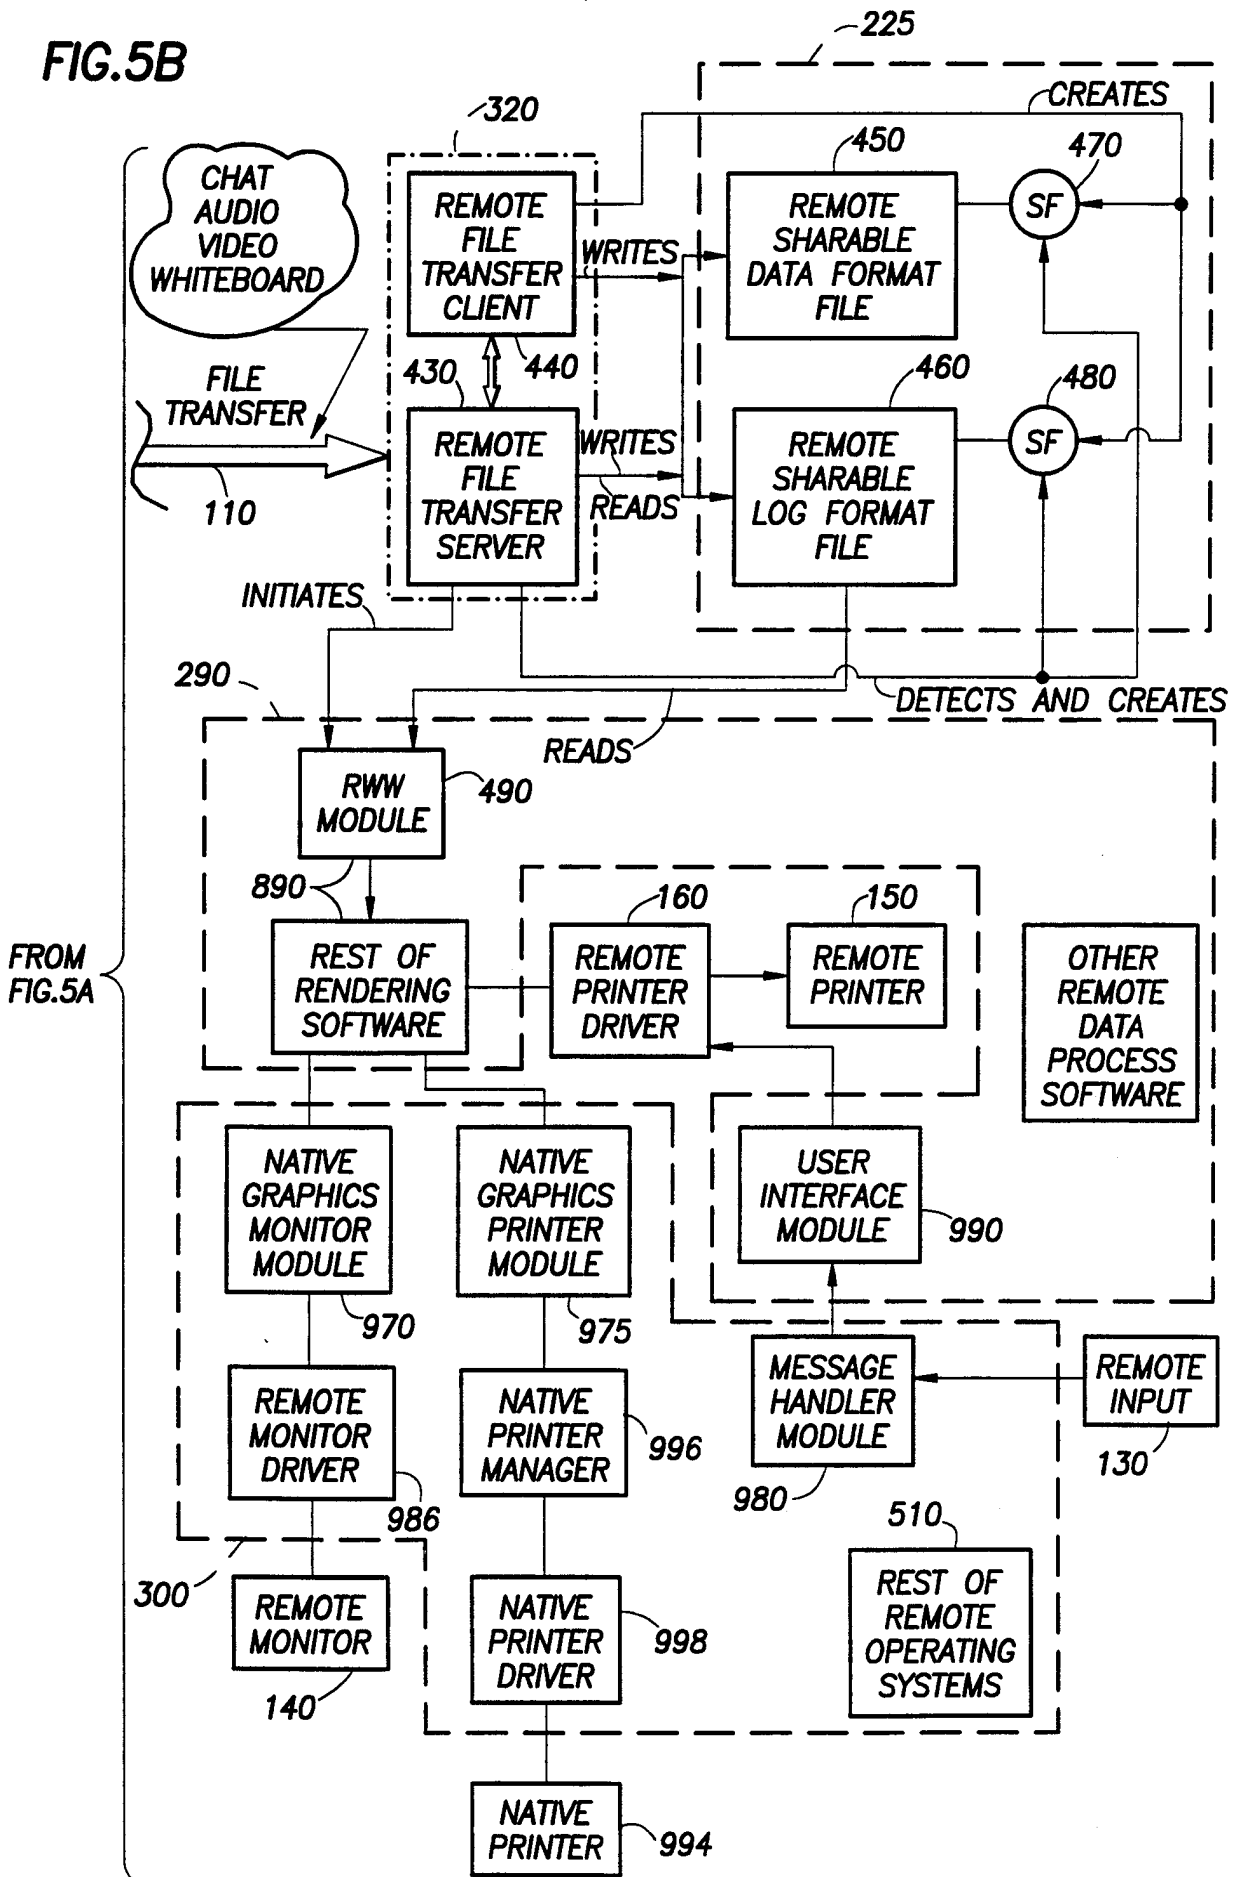 FIG.5B
225
CREATES
320
CHAT
AUDIO
VIDEO
WHITEBOARD
REMOTE
FILE
TRANSFER
CLIENT
WRITES
450
REMOTE
SHARABLE
DATA FORMAT
FILE
470
SF
FILE
TRANSFER
110
430
440
REMOTE
FILE
TRANSFER
SERVER
WRITES
READS
460
REMOTE
SHARABLE
LOG FORMAT
FILE
480
SF
INITIATES
290
DETECTS AND CREATES
READS
RWW
MODULE
490
890
FROM
FIG.5A
REST OF
RENDERING
SOFTWARE
160
REMOTE
PRINTER
DRIVER
150
REMOTE
PRINTER
OTHER
REMOTE
DATA
PROCESS
SOFTWARE
NATIVE
GRAPHICS
MONITOR
MODULE
970
NATIVE
GRAPHICS
PRINTER
MODULE
975
USER
INTERFACE
MODULE
990
REMOTE
MONITOR
DRIVER
986
NATIVE
PRINTER
MANAGER
996
MESSAGE
HANDLER
MODULE
980
REMOTE
INPUT
130
300
REMOTE
MONITOR
140
NATIVE
PRINTER
DRIVER
998
510
REST OF
REMOTE
OPERATING
SYSTEMS
NATIVE
PRINTER
994